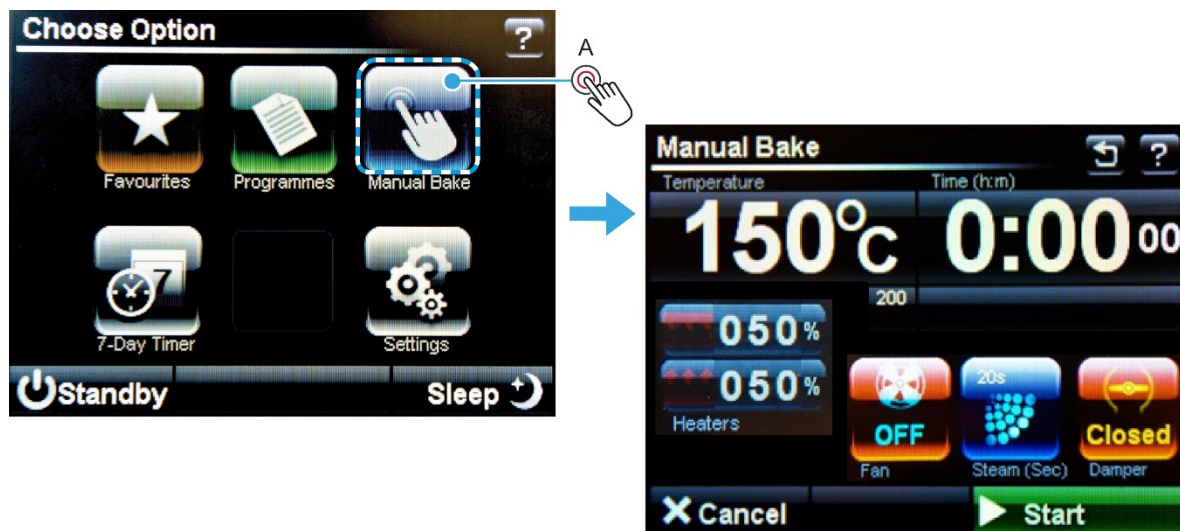 Choose Option
?
A
Favourites
Programmes
Manual Bake
7
7-Day Timer
Settings
Standby
Sleep
Manual Bake
?
Temperature
Time (h:m)
150°C
0:00 00
200
050%
050%
Heaters
OFF
Fan
20s
Steam (Sec)
Closed
Damper
Cancel
Start